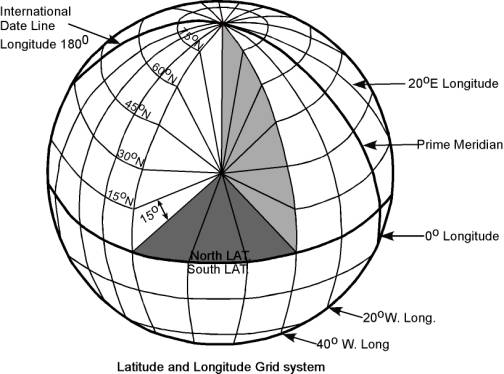 International
Date Line
Longitude 180⁰
75⁰N
60⁰N
45⁰N
30⁰N
15⁰N
15⁰
20⁰E Longitude
Prime Meridian
0⁰ Longitude
North LAT.
South LAT.
20⁰W. Long.
40⁰ W. Long
Latitude and Longitude Grid system